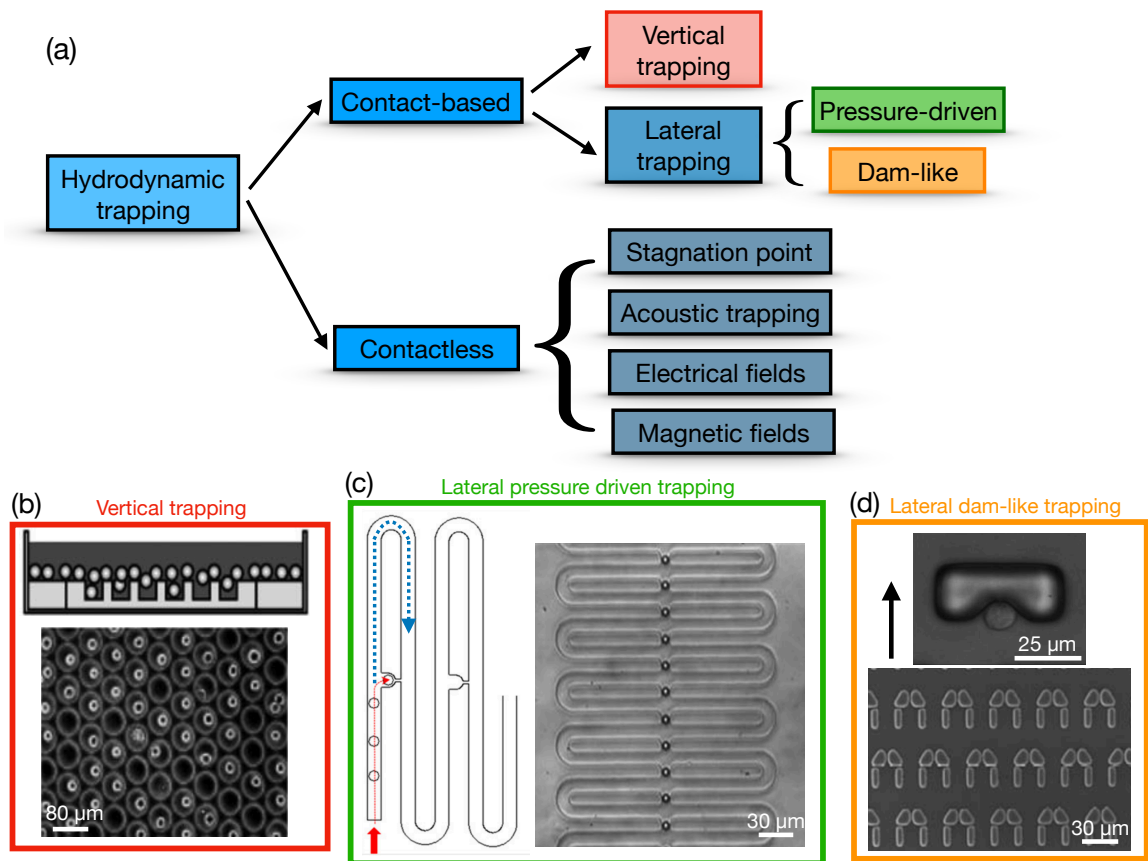 (a)
Vertical
trapping
Contact-based
Pressure-driven
Lateral
trapping
Dam-like
Hydrodynamic
trapping
Stagnation point
Acoustic trapping
Contactless
Electrical fields
Magnetic fields
(b)
Vertical trapping
80 µm
(c)
Lateral pressure driven trapping
30 µm
(d)
Lateral dam-like trapping
25 µm
30 µm